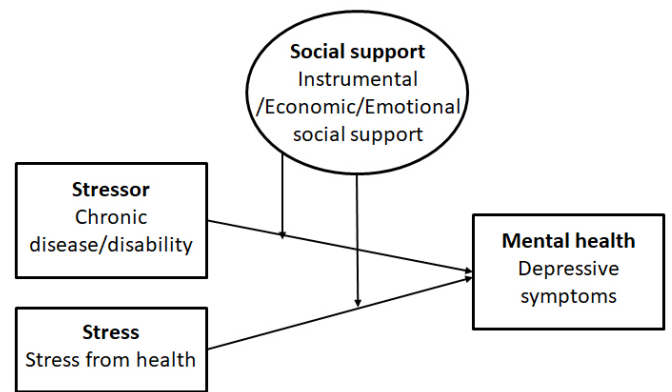 Social support
Instrumental
/Economic/Emotional
social support
Stressor
Chronic
disease/disability
Mental health
Depressive
symptoms
Stress
Stress from health